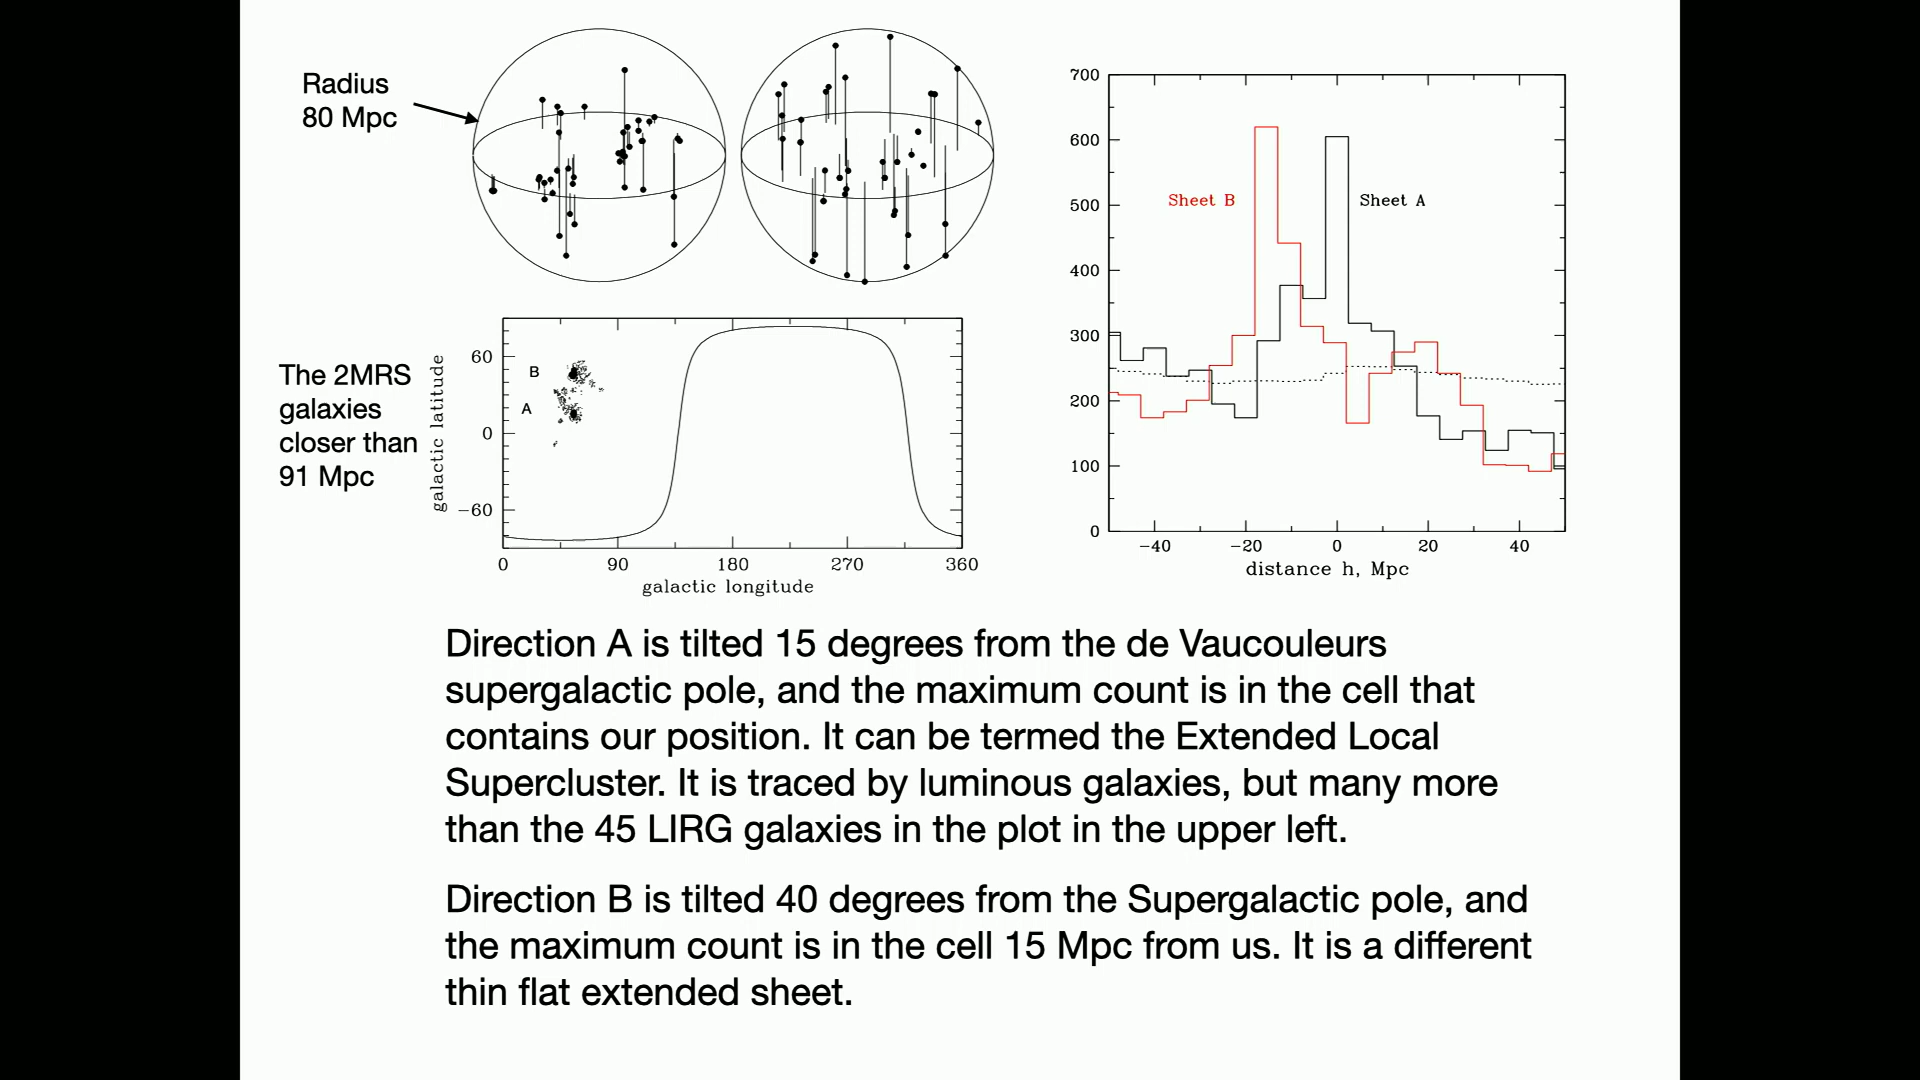 Radius
80 Mpc
The 2MRS
galaxies
closer than
91 Mpc
galactic latitude
60
0
−60
B
A
0 90 180 270 360
galactic longitude
700
600
500
400
300
200
100
0
Sheet B
Sheet A
−40 −20 0 20 40
distance h, Mpc
Direction A is tilted 15 degrees from the de Vaucouleurs
supergalactic pole, and the maximum count is in the cell that
contains our position. It can be termed the Extended Local
Supercluster. It is traced by luminous galaxies, but many more
than the 45 LIRG galaxies in the plot in the upper left.
Direction B is tilted 40 degrees from the Supergalactic pole, and
the maximum count is in the cell 15 Mpc from us. It is a different
thin flat extended sheet.